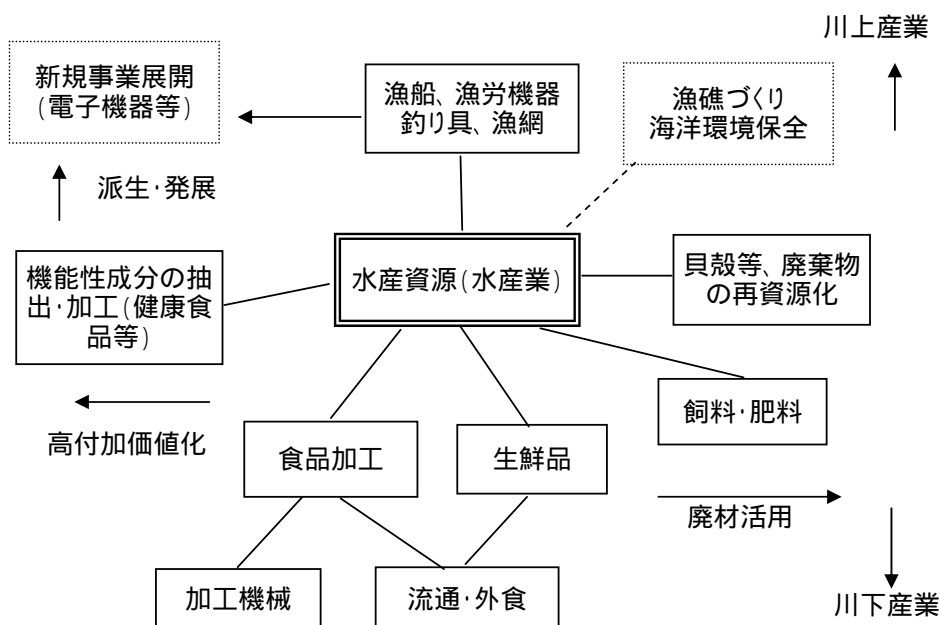 川上産業
新規事業展開
(電子機器等)
漁船、漁労機器
釣り具、漁網
漁礁づくり
海洋環境保全
派生・発展
機能性成分の抽
出・加工(健康食
品等)
水産資源(水産業)
貝殻等、廃棄物
の再資源化
飼料・肥料
高付加価値化
食品加工
生鮮品
廃材活用
加工機械
流通・外食
川下産業